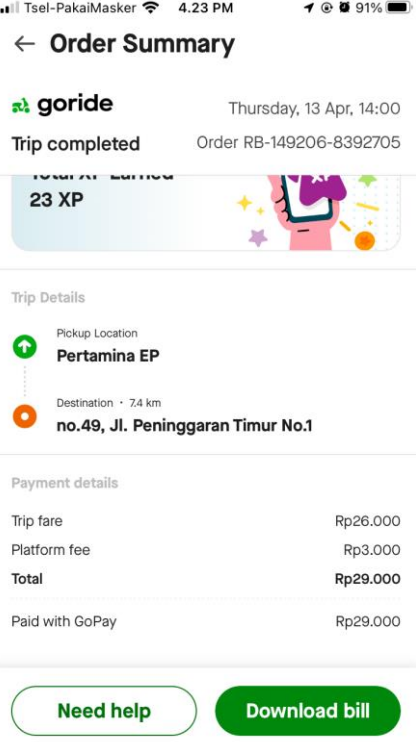 Tsel-PakaiMasker 4.23 PM 91%
← Order Summary
goride Thursday, 13 Apr, 14:00
Trip completed Order RB-149206-8392705
Total XP Earned
23 XP
Trip Details
Pickup Location
Pertamina EP
Destination · 7.4 km
no.49, Jl. Peninggaran Timur No.1
Payment details
Trip fare Rp26.000
Platform fee Rp3.000
Total Rp29.000
Paid with GoPay Rp29.000
Need help Download bill